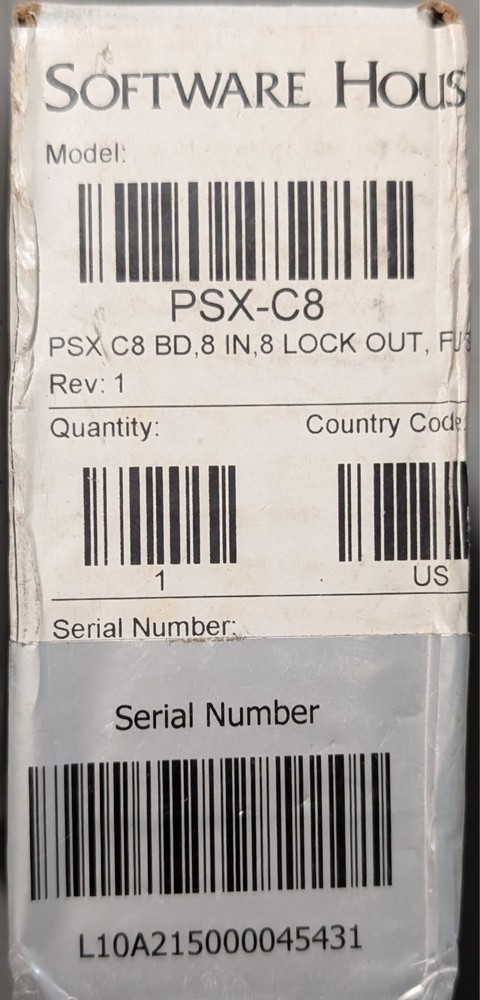 SOFTWARE HOUS
Model:
PSX-C8
PSX C8 BD,8 IN,8 LOCK OUT, FUS
Rev: 1
Quantity: Country Code:
1 US
Serial Number:
Serial Number
L10A215000045431